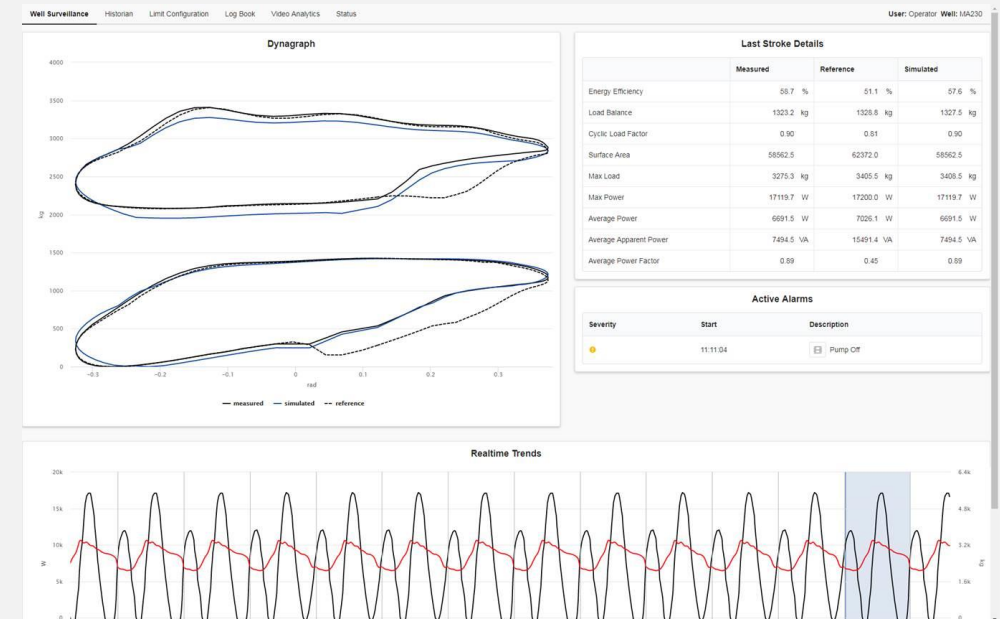 Well Surveillance Historian Limit Configuration Log Book Video Analytics Status User: Operator Well: MA230
Dynagraph
4000
3500
3000
2500
2000
1500
1000
500
0
kg
−0.3 −0.2 −0.1 0 0.1 0.2 0.3
rad
measured simulated reference
Last Stroke Details
Measured Reference Simulated
Energy Efficiency 58.7 % 51.1 % 57.6 %
Load Balance 1323.2 kg 1328.8 kg 1327.5 kg
Cyclic Load Factor 0.90 0.81 0.90
Surface Area 58562.5 62372.0 58562.5
Max Load 3275.3 kg 3405.5 kg 3408.5 kg
Max Power 17119.7 W 17200.0 W 17119.7 W
Average Power 6691.5 W 7026.1 W 6691.5 W
Average Apparent Power 7494.5 VA 15491.4 VA 7494.5 VA
Average Power Factor 0.89 0.45 0.89
Active Alarms
Severity Start Description
11:11:04 Pump Off
Realtime Trends
20k 6.4k
15k 4.8k
10k 3.2k
W kg
5k 1.6k
0 0